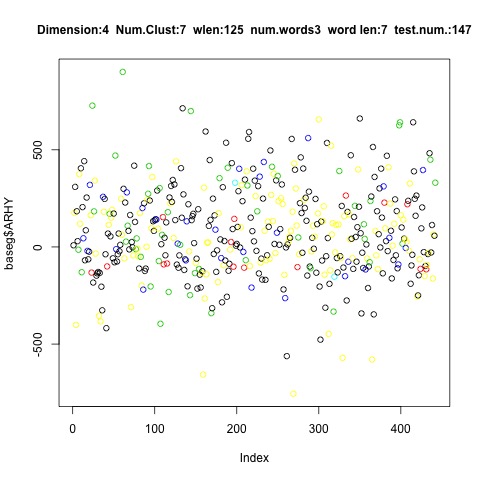 Dimension:4 Num.Clust:7 wlen:125 num.words3 word len:7 test.num.:147
baseg$ARHY
500
0
-500
0 100 200 300 400
Index